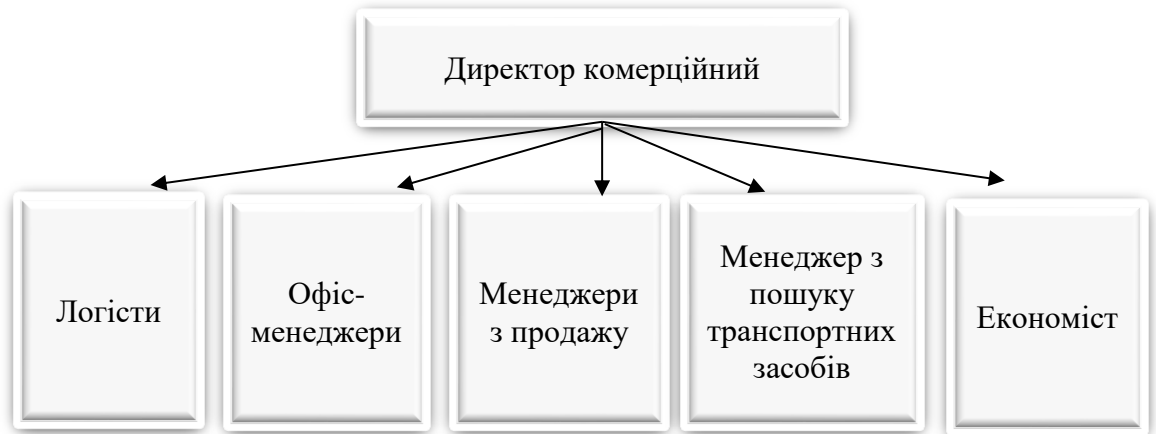 Директор комерційний
Логісти
Офіс-
менеджери
Менеджери
з продажу
Менеджер з
пошуку
транспортних
засобів
Економіст